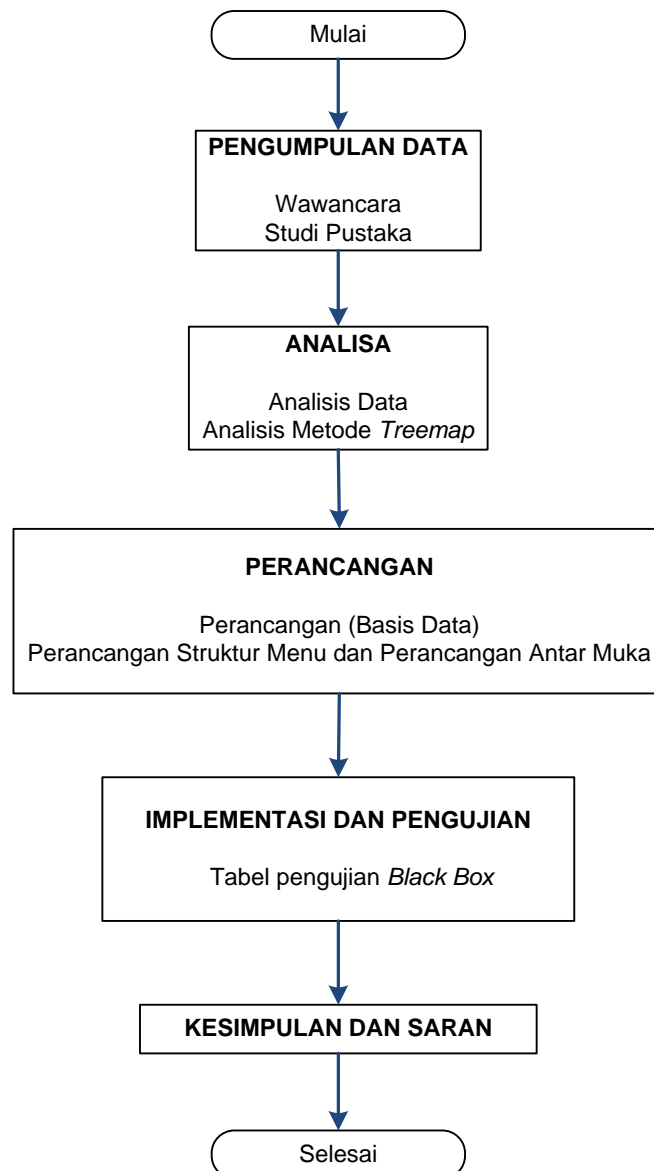 Mulai
PENGUMPULAN DATA
Wawancara
Studi Pustaka
ANALISA
Analisis Data
Analisis Metode Treemap
PERANCANGAN
Perancangan (Basis Data)
Perancangan Struktur Menu dan Perancangan Antar Muka
IMPLEMENTASI DAN PENGUJIAN
Tabel pengujian Black Box
KESIMPULAN DAN SARAN
Selesai